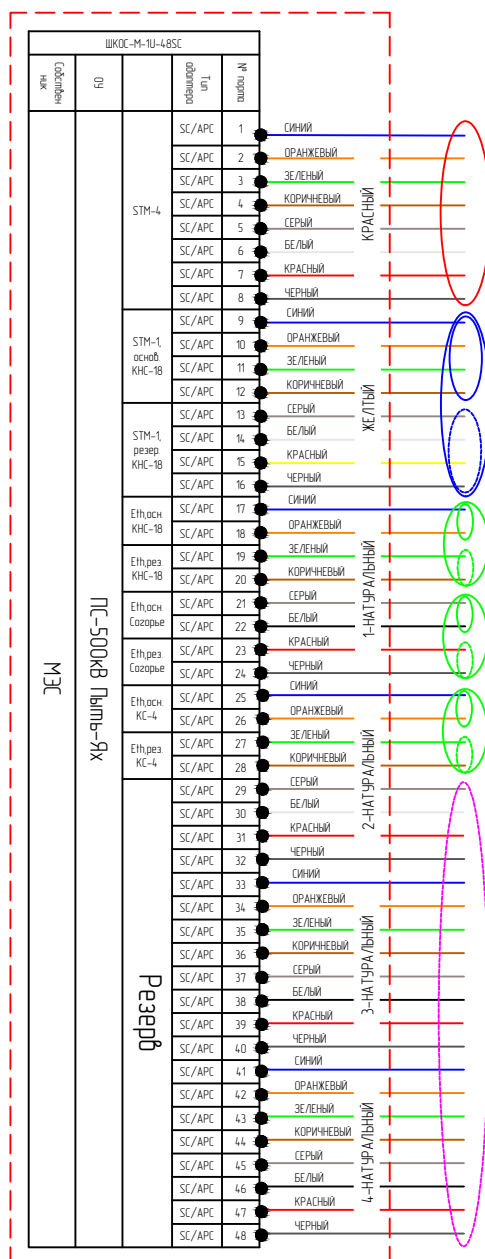 ШКОС-М-1U-48SC
Собствен
ник
ОУ
Тип
адаптера
№ порта
МЭС
ПС-500кВ Пыть-Ях
STM-4
SC/APC 1 СИНИЙ
SC/APC 2 ОРАНЖЕВЫЙ
SC/APC 3 ЗЕЛЕНЫЙ
SC/APC 4 КОРИЧНЕВЫЙ
SC/APC 5 СЕРЫЙ
SC/APC 6 БЕЛЫЙ
SC/APC 7 КРАСНЫЙ
SC/APC 8 ЧЕРНЫЙ
КРАСНЫЙ
STM-1,
основ.
КНС-18
SC/APC 9 СИНИЙ
SC/APC 10 ОРАНЖЕВЫЙ
SC/APC 11 ЗЕЛЕНЫЙ
SC/APC 12 КОРИЧНЕВЫЙ
STM-1,
резер.
КНС-18
SC/APC 13 СЕРЫЙ
SC/APC 14 БЕЛЫЙ
SC/APC 15 КРАСНЫЙ
SC/APC 16 ЧЕРНЫЙ
ЖЕЛТЫЙ
Eth,осн.
КНС-18
SC/APC 17 СИНИЙ
SC/APC 18 ОРАНЖЕВЫЙ
Eth,рез.
КНС-18
SC/APC 19 ЗЕЛЕНЫЙ
SC/APC 20 КОРИЧНЕВЫЙ
Eth,осн.
Согорье
SC/APC 21 СЕРЫЙ
SC/APC 22 БЕЛЫЙ
Eth,рез.
Согорье
SC/APC 23 КРАСНЫЙ
SC/APC 24 ЧЕРНЫЙ
1-НАТУРАЛЬНЫЙ
Eth,осн.
КС-4
SC/APC 25 СИНИЙ
SC/APC 26 ОРАНЖЕВЫЙ
Eth,рез.
КС-4
SC/APC 27 ЗЕЛЕНЫЙ
SC/APC 28 КОРИЧНЕВЫЙ
Резерв
SC/APC 29 СЕРЫЙ
SC/APC 30 БЕЛЫЙ
SC/APC 31 КРАСНЫЙ
SC/APC 32 ЧЕРНЫЙ
2-НАТУРАЛЬНЫЙ
SC/APC 33 СИНИЙ
SC/APC 34 ОРАНЖЕВЫЙ
SC/APC 35 ЗЕЛЕНЫЙ
SC/APC 36 КОРИЧНЕВЫЙ
SC/APC 37 СЕРЫЙ
SC/APC 38 БЕЛЫЙ
SC/APC 39 КРАСНЫЙ
SC/APC 40 ЧЕРНЫЙ
3-НАТУРАЛЬНЫЙ
SC/APC 41 СИНИЙ
SC/APC 42 ОРАНЖЕВЫЙ
SC/APC 43 ЗЕЛЕНЫЙ
SC/APC 44 КОРИЧНЕВЫЙ
SC/APC 45 СЕРЫЙ
SC/APC 46 БЕЛЫЙ
SC/APC 47 КРАСНЫЙ
SC/APC 48 ЧЕРНЫЙ
4-НАТУРАЛЬНЫЙ